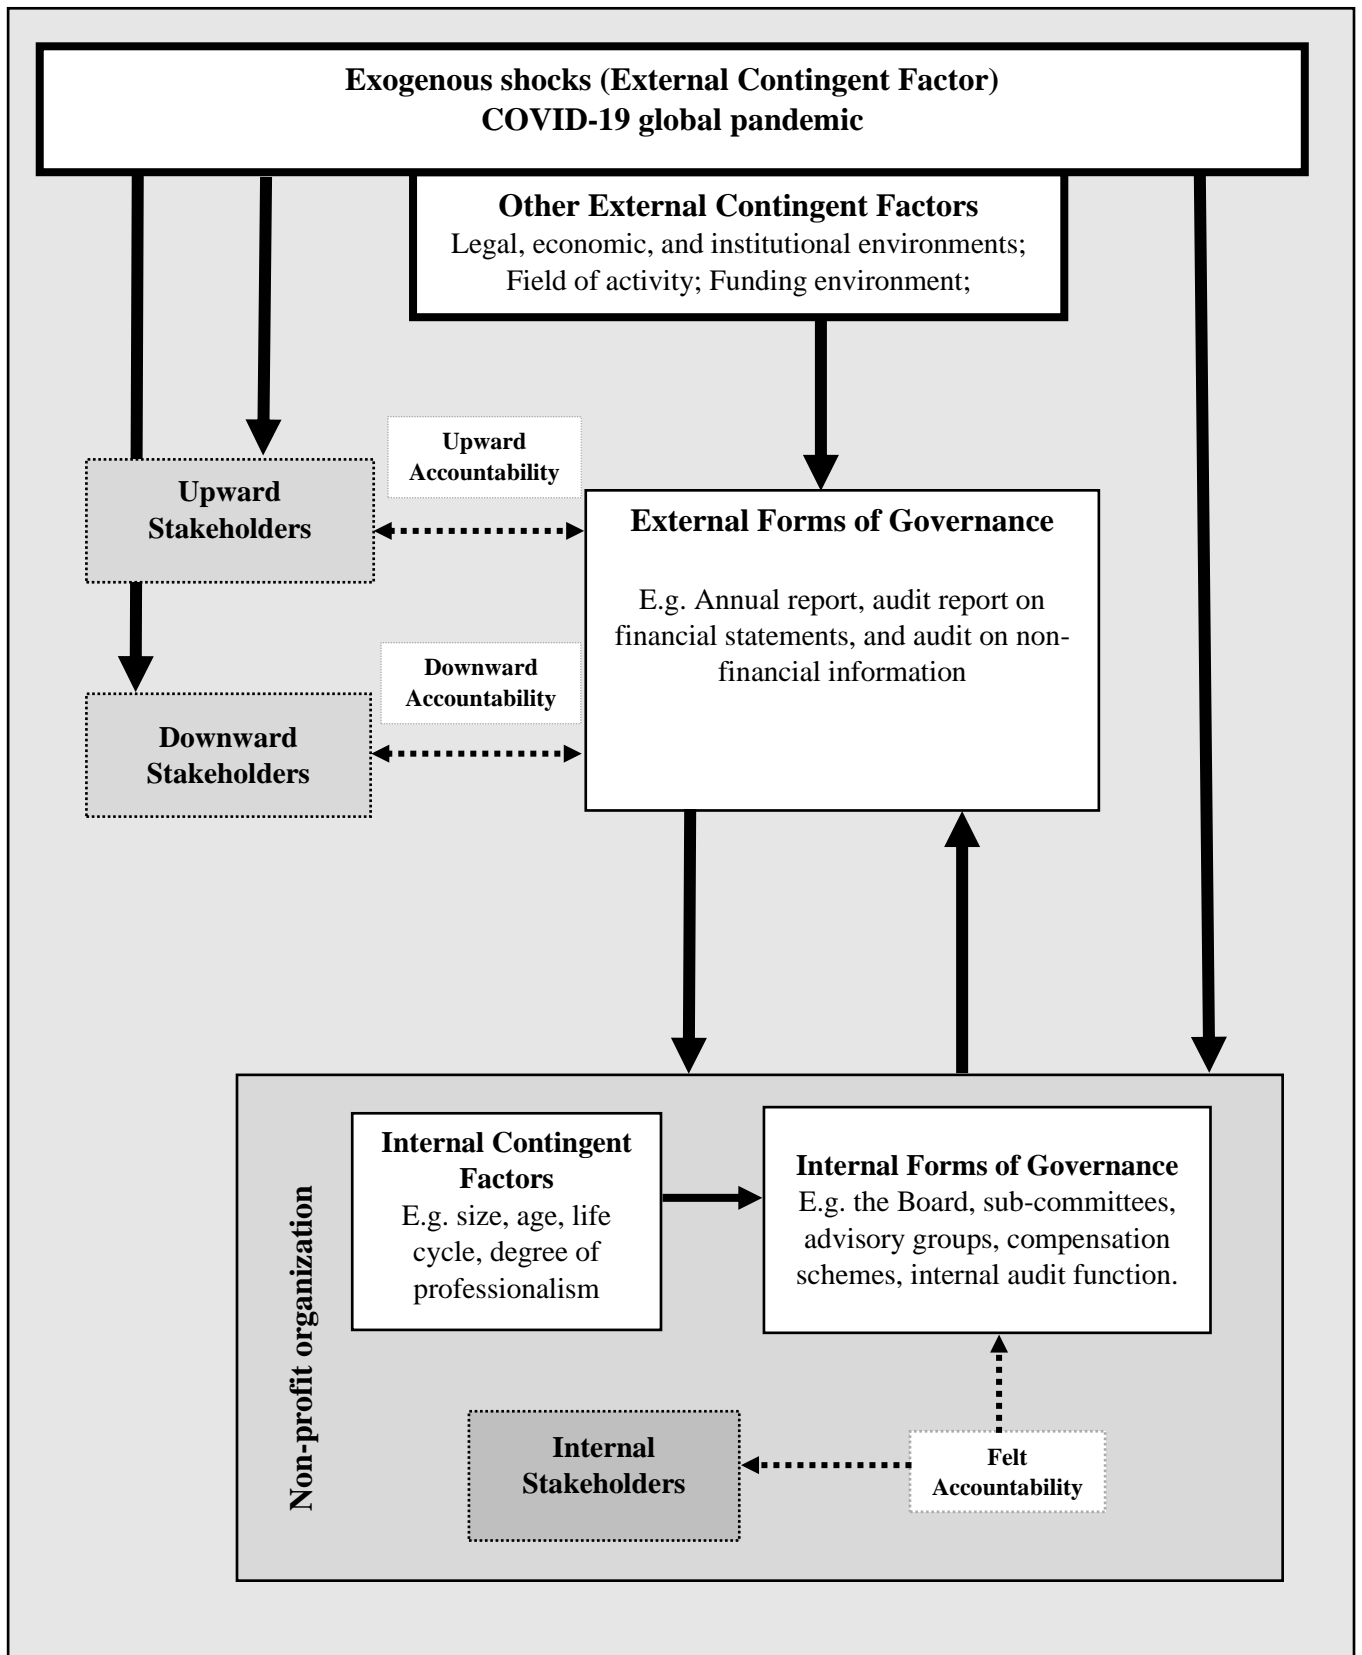 Exogenous shocks (External Contingent Factor)
COVID-19 global pandemic
Other External Contingent Factors
Legal, economic, and institutional environments;
Field of activity; Funding environment;
Upward
Accountability
Upward
Stakeholders
External Forms of Governance
E.g. Annual report, audit report on
financial statements, and audit on non-
financial information
Downward
Accountability
Downward
Stakeholders
Non-profit organization
Internal Contingent
Factors
E.g. size, age, life
cycle, degree of
professionalism
Internal Forms of Governance
E.g. the Board, sub-committees,
advisory groups, compensation
schemes, internal audit function.
Internal
Stakeholders
Felt
Accountability